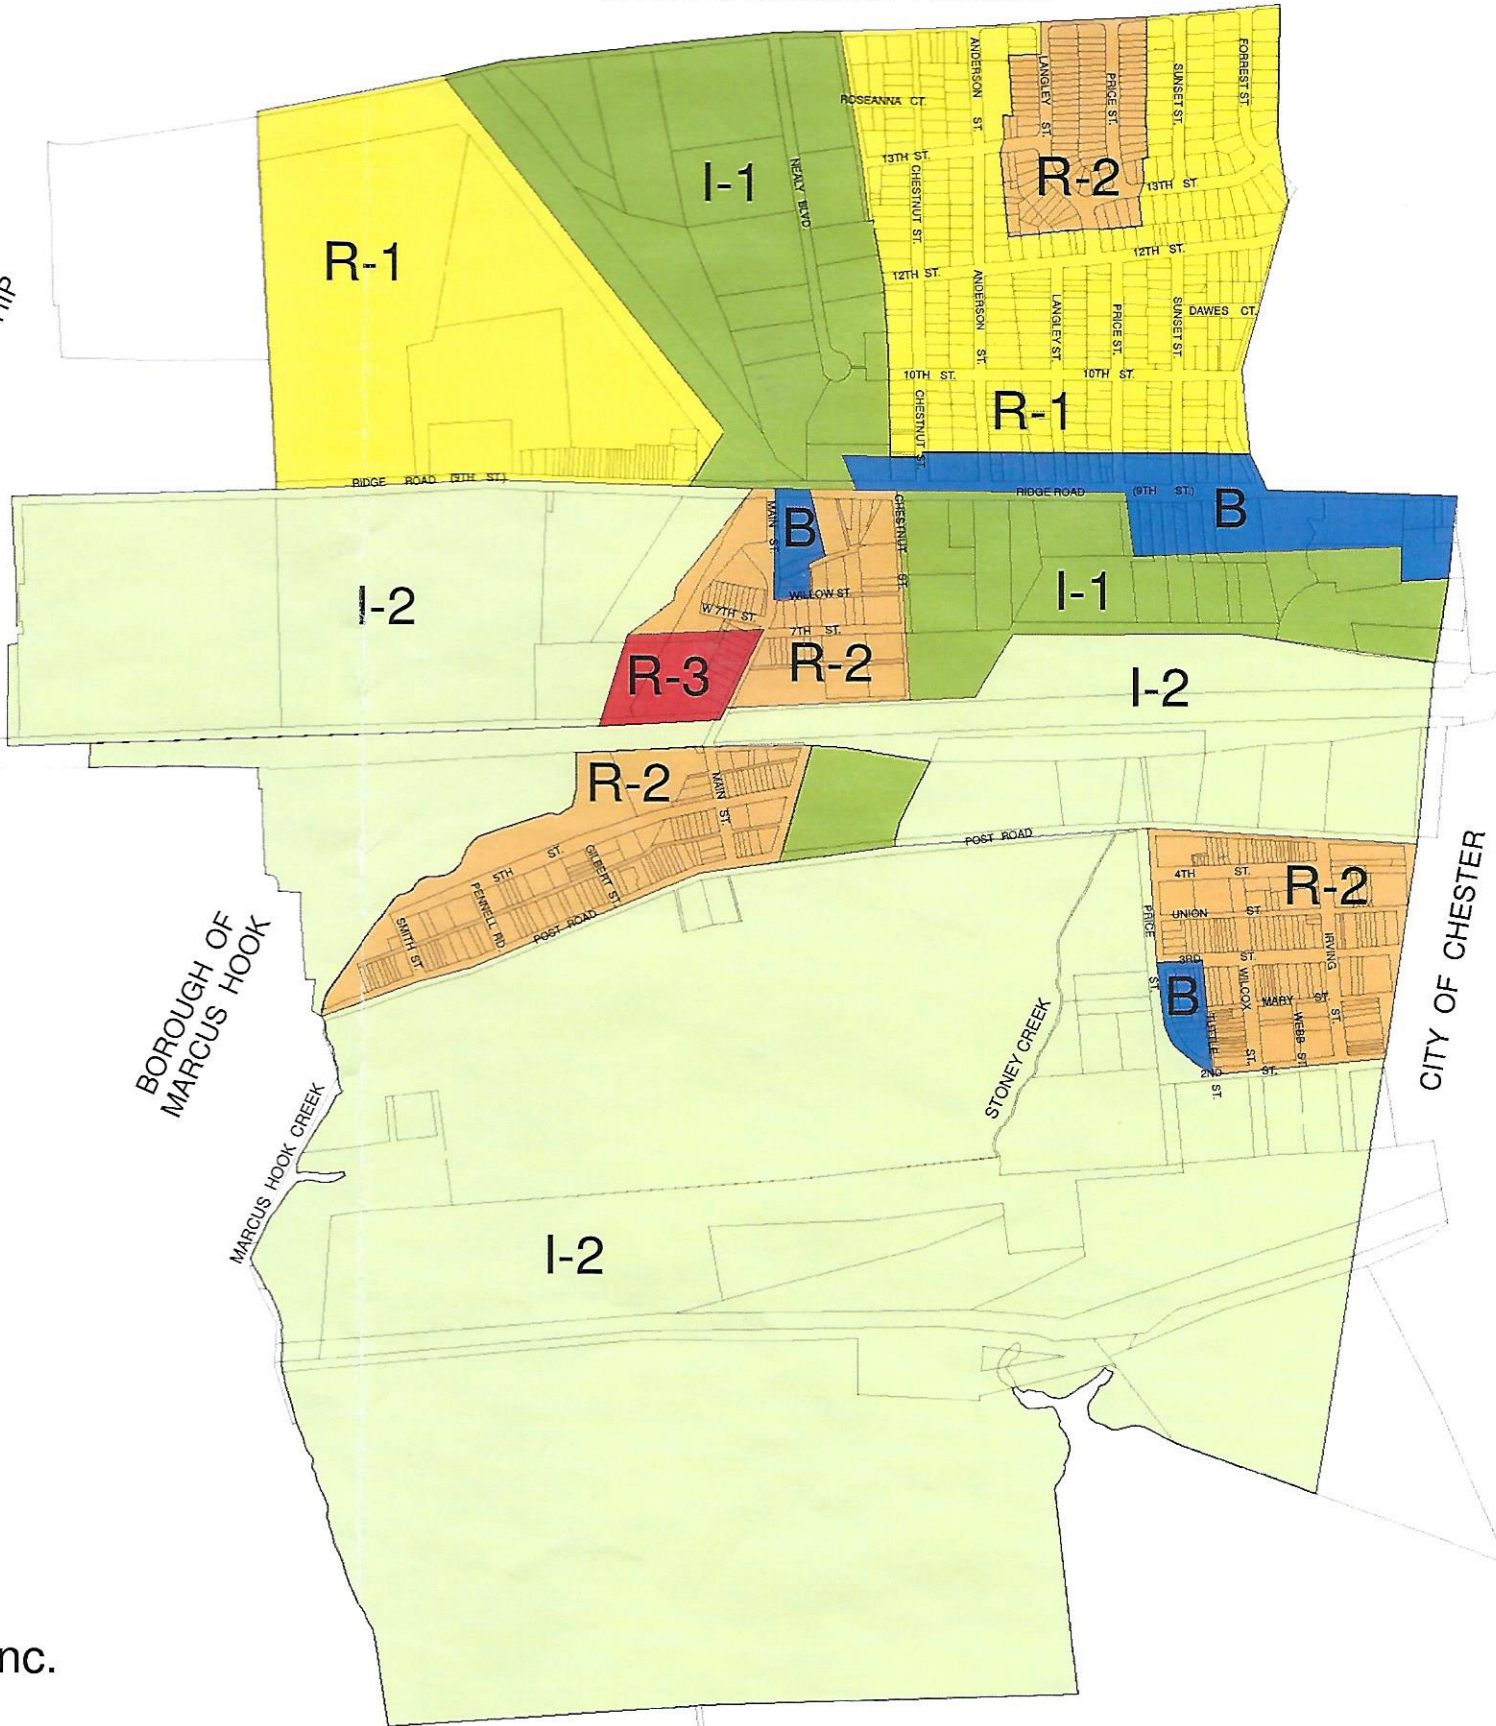 ROSEANNA CT.
ANDERSON ST.
LANGLEY ST.
PRICE ST.
SUNSET ST.
FORREST ST.
13TH ST.
CHESTNUT ST.
I-1
NEALY BLVD
R-2
13TH ST.
R-1
12TH ST.
12TH ST.
ANDERSON ST.
LANGLEY ST.
PRICE ST.
SUNSET ST.
DAWES CT.
10TH ST.
10TH ST.
CHESTNUT ST.
R-1
RIDGE ROAD (9TH ST.)
RIDGE ROAD (9TH ST.)
MAIN ST.
B
CHESTNUT ST.
B
I-2
WILLOW ST.
I-1
W 7TH ST.
7TH ST.
R-3
R-2
I-2
R-2
MAIN ST.
POST ROAD
5TH ST.
GILBERT ST.
PENNELL RD.
SMITH ST.
POST ROAD
4TH ST.
R-2
PRICE ST.
UNION ST.
IRVING ST.
3RD ST.
B
WILCOX ST.
MARY ST.
TUTTLE ST.
WEBB ST.
2ND ST.
CITY OF CHESTER
BOROUGH OF
MARCUS HOOK
STONEY CREEK
MARCUS HOOK CREEK
I-2
nc.